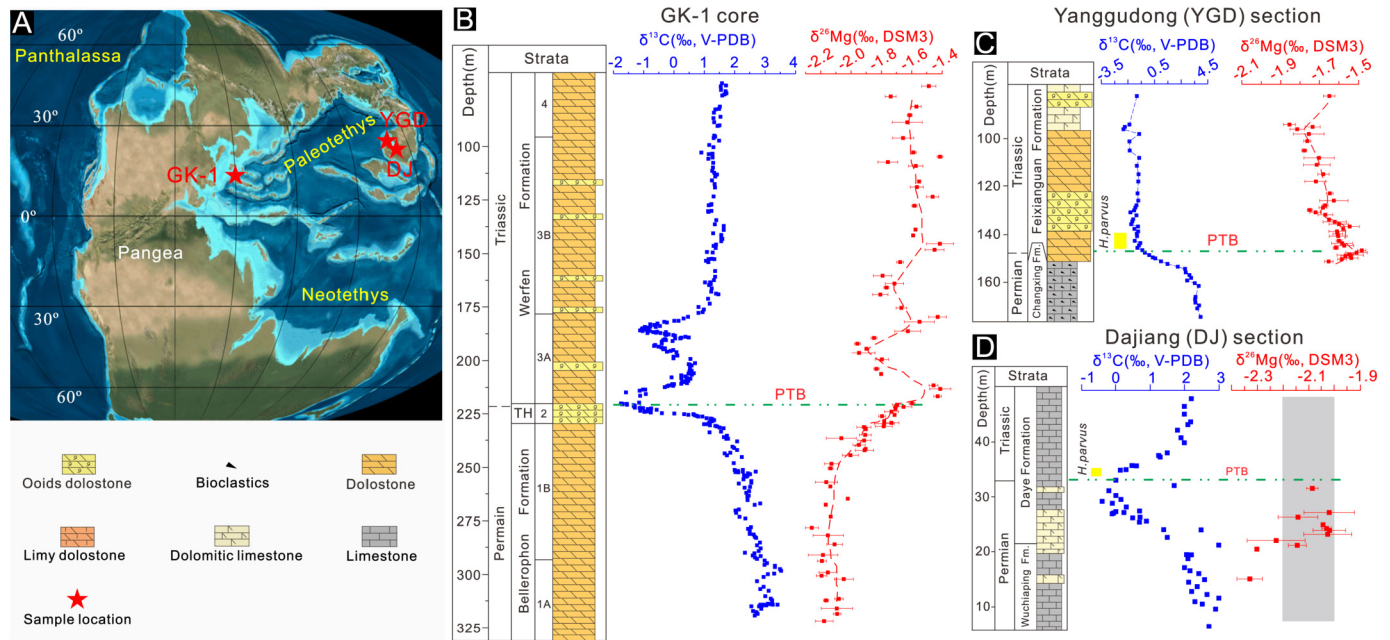 A
60º
Panthalassa
30º
YGD
Paleotethys
DJ
GK-1
0º
Pangea
Neotethys
30º
60º
Ooids dolostone
Bioclastics
Dolostone
Limy dolostone
Dolomitic limestone
Limestone
Sample location
B
GK-1 core
δ¹³C(‰, V-PDB)
δ²⁶Mg(‰, DSM3)
Depth(m)
Strata
-2 0 1 3 4
-2.2 -2.0 -1.8 -1.6 -1.4
75
100
125
150
175
200
225
250
275
300
325
Triassic
Permain
Werfen Formation
TH
Bellerophon Formation
4
3B
3A
2
1B
1A
PTB
Yanggudong (YGD) section
C
δ¹³C(‰, V-PDB)
δ²⁶Mg(‰, DSM3)
-3.5 0.5 4.5
-2.1 -1.9 -1.7 -1.5
Depth(m)
Strata
100
120
140
160
Triassic
Permian
Feixianguan Formation
Changxing Fm.
H.parvus
PTB
Dajiang (DJ) section
D
δ¹³C(‰, V-PDB)
δ²⁶Mg(‰, DSM3)
-1 0 1 2 3
-2.3 -2.1 -1.9
Depth(m)
Strata
40
30
20
10
Triassic
Permian
Daye Formation
Wuchiaping Fm.
H.parvus
PTB